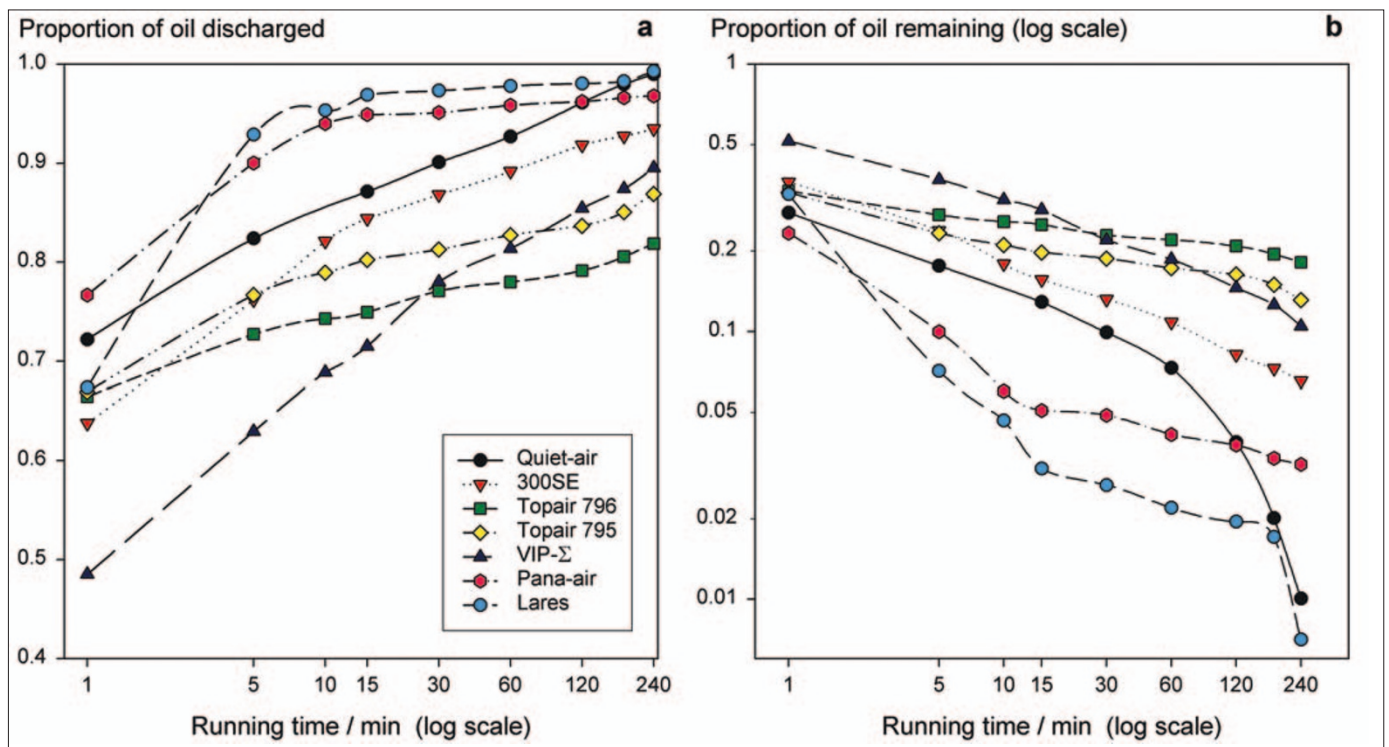 Proportion of oil discharged
a
1.0
0.9
0.8
0.7
0.6
0.5
0.4
1 5 10 15 30 60 120 240
Running time / min (log scale)
Quiet-air
300SE
Topair 796
Topair 795
VIP-Σ
Pana-air
Lares
Proportion of oil remaining (log scale)
b
1
0.5
0.2
0.1
0.05
0.02
0.01
1 5 10 15 30 60 120 240
Running time / min (log scale)